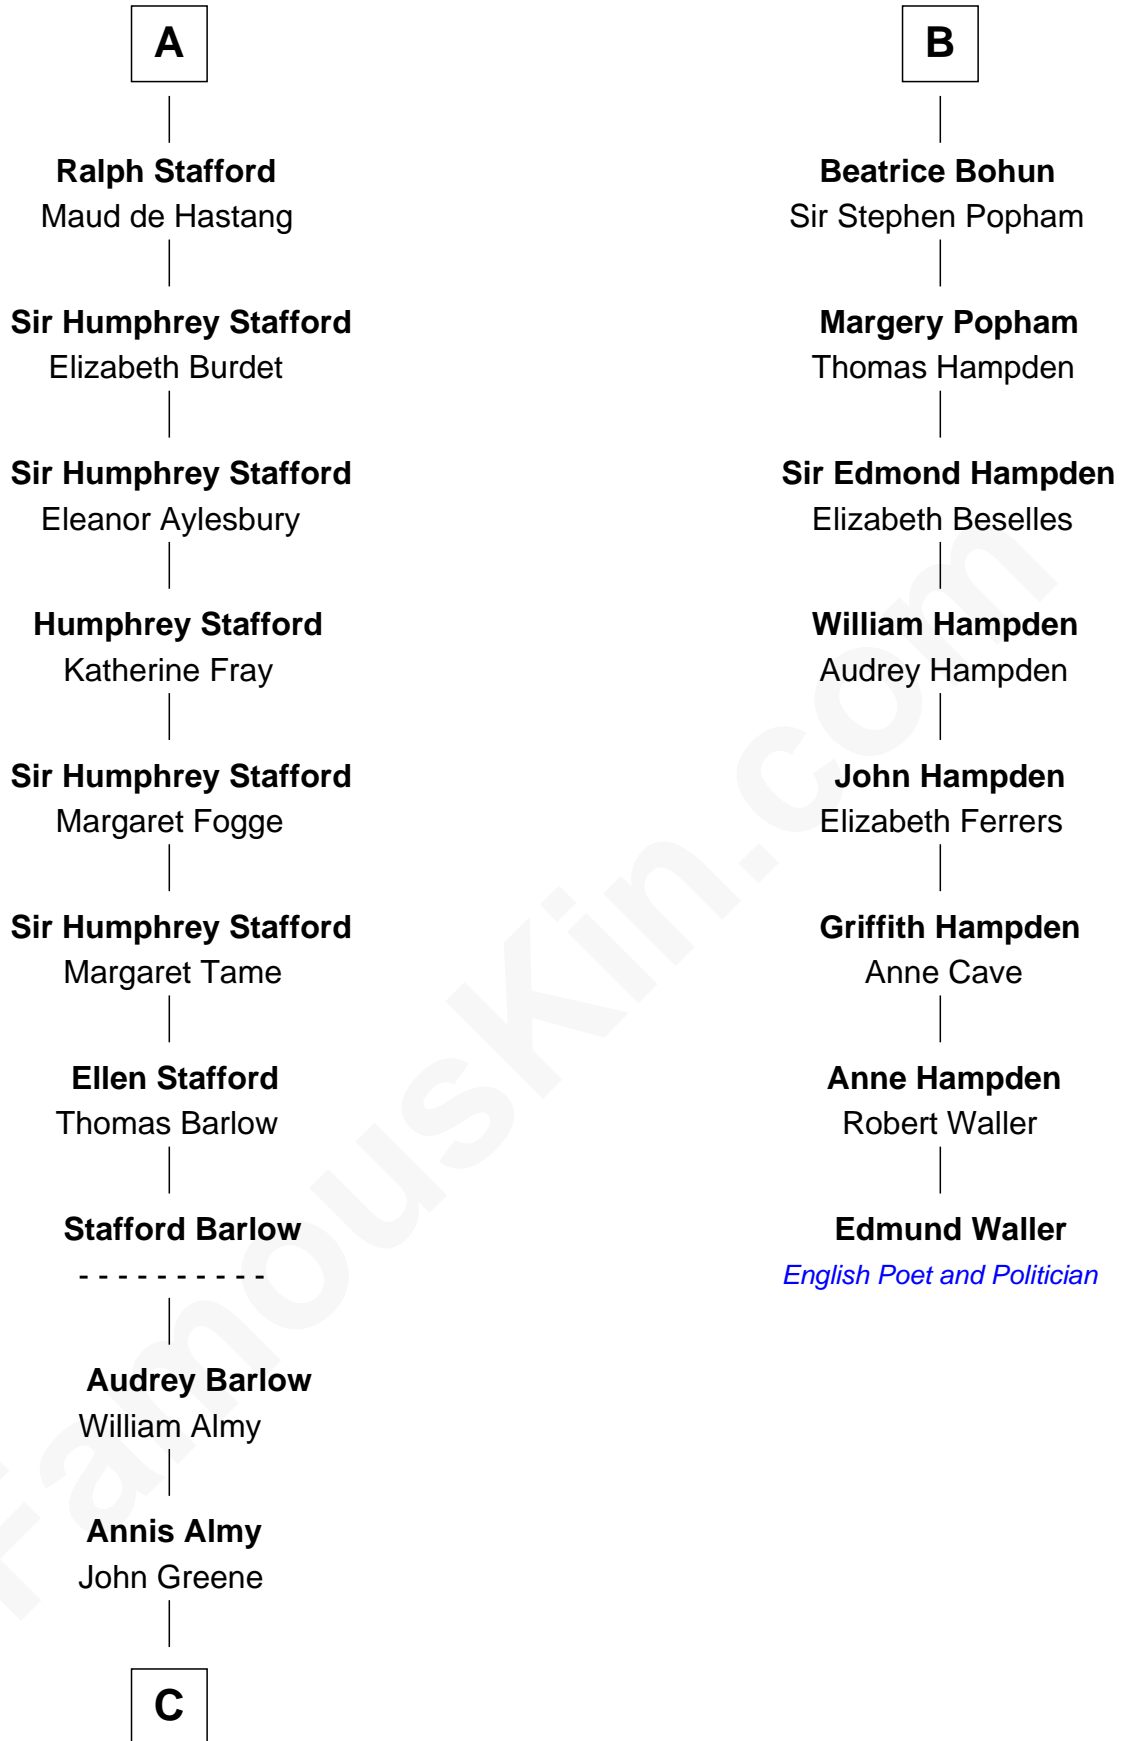 A
Ralph Stafford
Maud de Hastang
Sir Humphrey Stafford
Elizabeth Burdet
Sir Humphrey Stafford
Eleanor Aylesbury
Humphrey Stafford
Katherine Fray
Sir Humphrey Stafford
Margaret Fogge
Sir Humphrey Stafford
Margaret Tame
Ellen Stafford
Thomas Barlow
Stafford Barlow
- - - - - - - - - -
Audrey Barlow
William Almy
Annis Almy
John Greene
C
B
Beatrice Bohun
Sir Stephen Popham
Margery Popham
Thomas Hampden
Sir Edmond Hampden
Elizabeth Beselles
William Hampden
Audrey Hampden
John Hampden
Elizabeth Ferrers
Griffith Hampden
Anne Cave
Anne Hampden
Robert Waller
Edmund Waller
English Poet and Politician
FamousKin.com